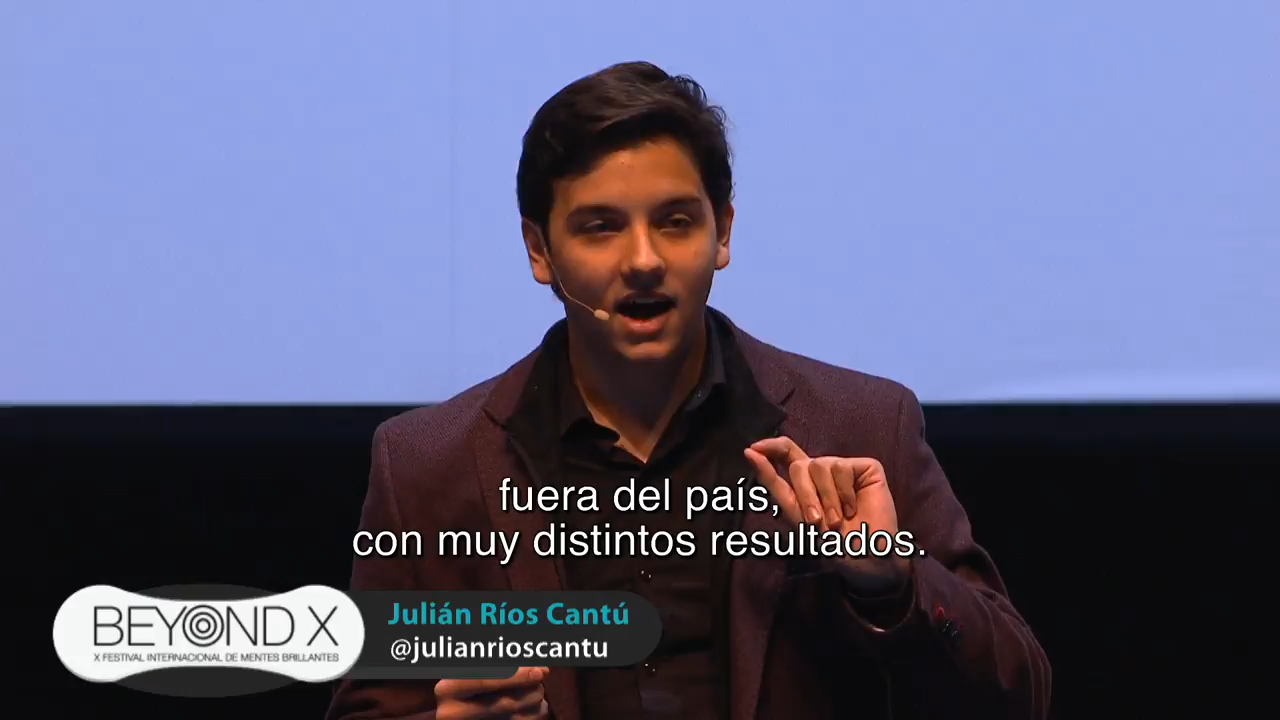 fuera del país,
con muy distintos resultados.
BEYOND X
X FESTIVAL INTERNACIONAL DE MENTES BRILLANTES
Julián Ríos Cantú
@julianrioscantu